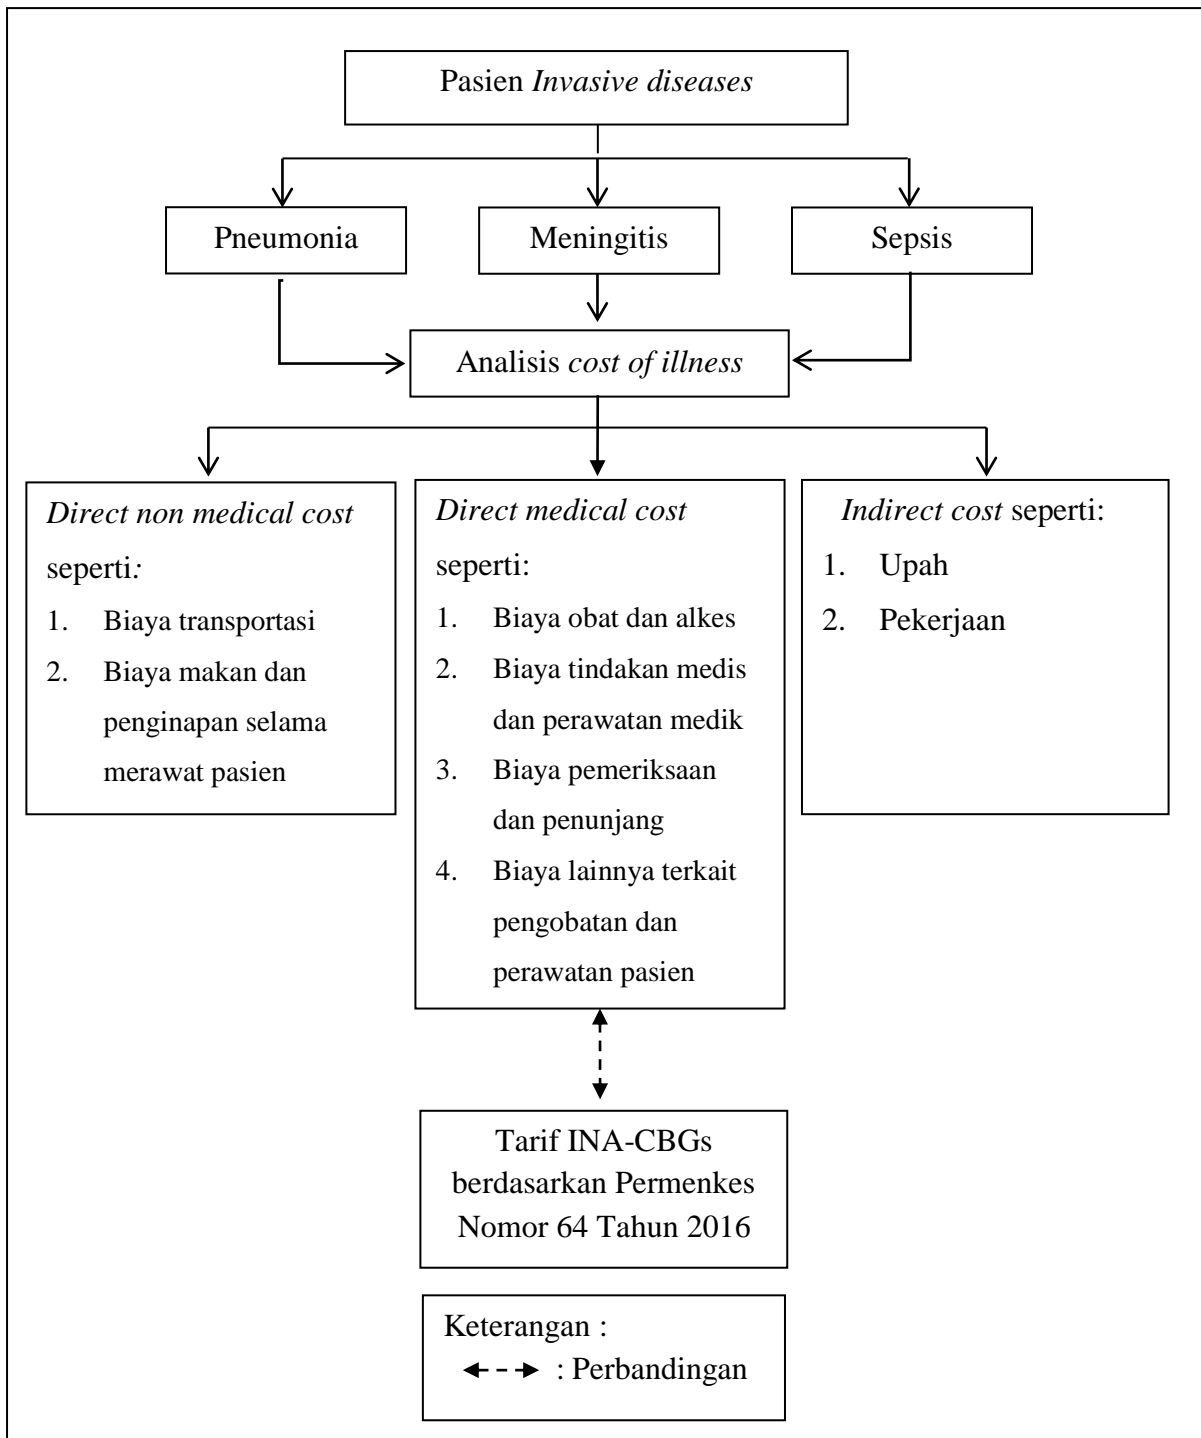 Pasien Invasive diseases
Pneumonia
Meningitis
Sepsis
Analisis cost of illness
Direct non medical cost
seperti:
1. Biaya transportasi
2. Biaya makan dan
penginapan selama
merawat pasien
Direct medical cost
seperti:
1. Biaya obat dan alkes
2. Biaya tindakan medis
dan perawatan medik
3. Biaya pemeriksaan
dan penunjang
4. Biaya lainnya terkait
pengobatan dan
perawatan pasien
Indirect cost seperti:
1. Upah
2. Pekerjaan
Tarif INA-CBGs
berdasarkan Permenkes
Nomor 64 Tahun 2016
Keterangan :
: Perbandingan